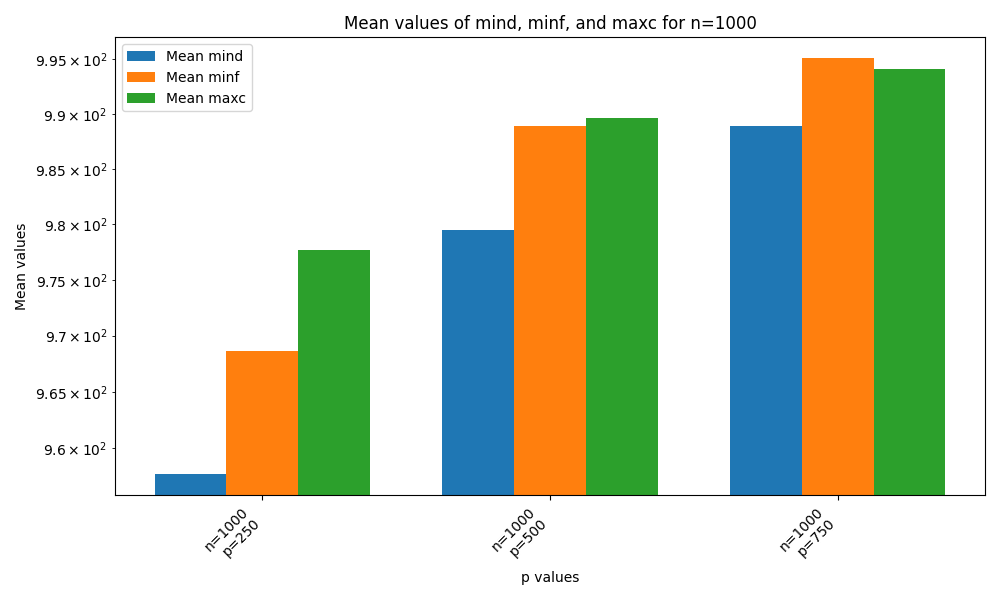 Mean values of mind, minf, and maxc for n=1000
Mean mind
Mean minf
Mean maxc
9.95 × 10²
9.9 × 10²
9.85 × 10²
9.8 × 10²
9.75 × 10²
9.7 × 10²
9.65 × 10²
9.6 × 10²
Mean values
n=1000
p=250
n=1000
p=500
n=1000
p=750
p values